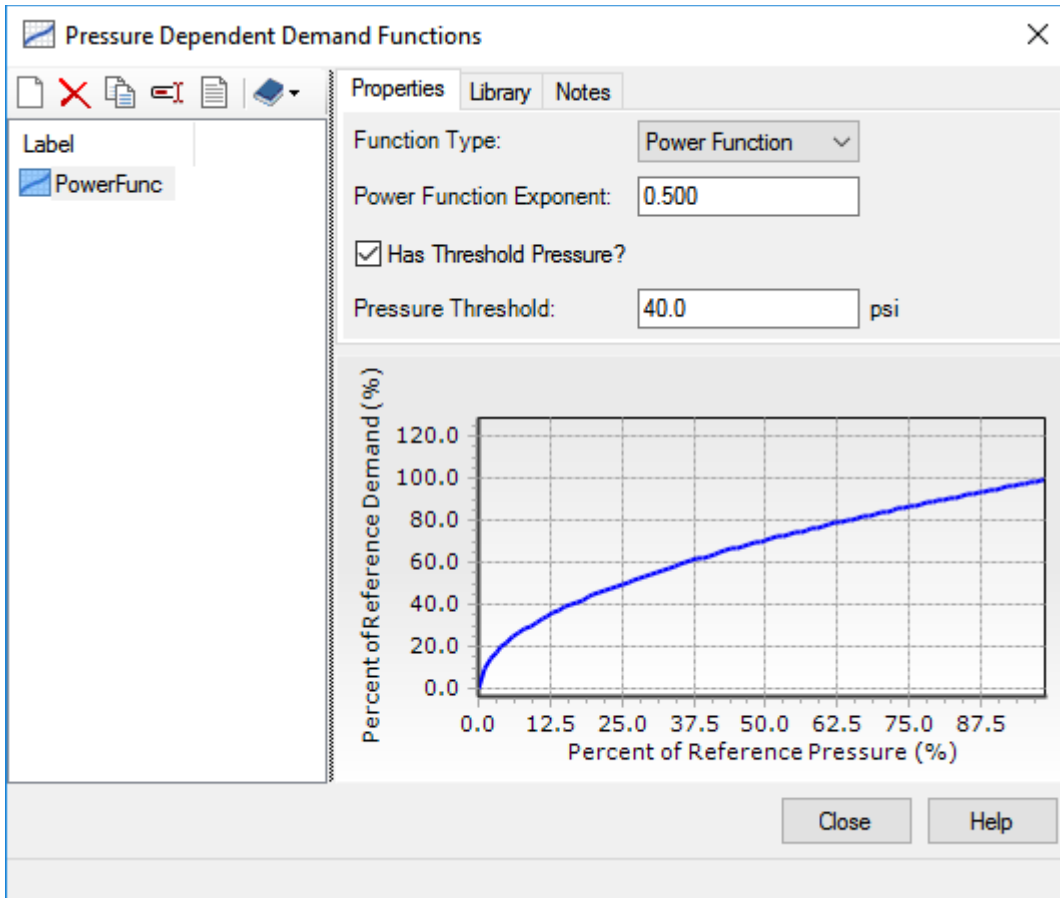 Pressure Dependent Demand Functions
Properties Library Notes
Label
PowerFunc
Function Type: Power Function
Power Function Exponent: 0.500
Has Threshold Pressure?
Pressure Threshold: 40.0 psi
Percent of Reference Demand (%)
120.0
100.0
80.0
60.0
40.0
20.0
0.0
0.0 12.5 25.0 37.5 50.0 62.5 75.0 87.5
Percent of Reference Pressure (%)
Close Help